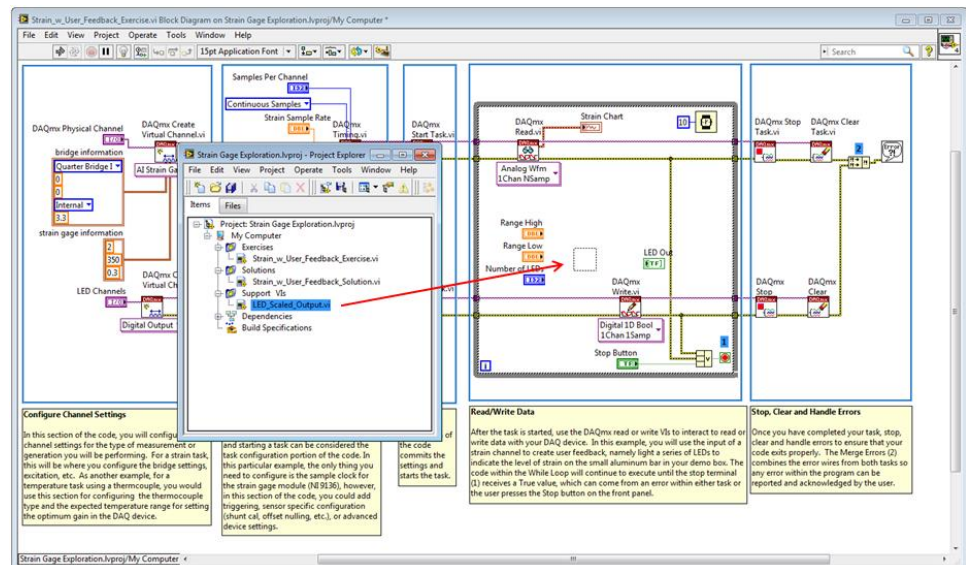 Strain_w_User_Feedback_Exercise.vi Block Diagram on Strain Gage Exploration.lvproj/My Computer *
File Edit View Project Operate Tools Window Help
15pt Application Font
Search
Samples Per Channel
Continuous Samples
Strain Sample Rate
DAQmx Physical Channel
DAQmx Create
Virtual Channel.vi
bridge information
Quarter Bridge I
0
0
Internal
3.3
AI Strain Ga
strain gage information
2
350
0.3
DAQmx C
Virtual Ch
LED Channels
Digital Output
DAQmx
Timing.vi
DAQmx
Start Task.vi
Strain Gage Exploration.lvproj - Project Explorer
File Edit View Project Operate Tools Window Help
Items Files
Project: Strain Gage Exploration.lvproj
My Computer
Exercises
Strain_w_User_Feedback_Exercise.vi
Solutions
Strain_w_User_Feedback_Solution.vi
Support VIs
LED_Scaled_Output.vi
Dependencies
Build Specifications
DAQmx
Read.vi
Strain Chart
10
Analog Wfm
1Chan NSamp
Range High
Range Low
Number of LEDs
LED Out
DAQmx
Write.vi
Digital 1D Bool
1Chan 1Samp
Stop Button
1
DAQmx Stop
Task.vi
DAQmx Clear
Task.vi
2
DAQmx
Stop
DAQmx
Clear
Configure Channel Settings
In this section of the code, you will configu
channel settings for the type of measurement or
generation you will be performing. For a strain task,
this will be where you configure the bridge settings,
excitation, etc. As another example, for a
temperature task using a thermocouple, you would
use this section for configuring the thermocouple
type and the expected temperature range for setting
the optimum gain in the DAQ device.
and starting a task can be considered the
task configuration portion of the code. In
this particular example, the only thing you
need to configure is the sample clock for
the strain gage module (NI 9136), however,
in this section of the code, you could add
triggering, sensor specific configuration
(shunt cal, offset nulling, etc.), or advanced
device settings.
of
the code
commits the
settings and
starts the task.
Read/Write Data
After the task is started, use the DAQmx read or write VIs to interact to read or
write data with your DAQ device. In this example, you will use the input of a
strain channel to create user feedback, namely light a series of LEDs to
indicate the level of strain on the small aluminum bar in your demo box. The
code within the While Loop will continue to execute until the stop terminal
(1) receives a True value, which can come from an error within either task or
the user presses the Stop button on the front panel.
Stop, Clear and Handle Errors
Once you have completed your task, stop,
clear and handle errors to ensure that your
code exits properly. The Merge Errors (2)
combines the error wires from both tasks so
any error within the program can be
reported and acknowledged by the user.
Strain Gage Exploration.lvproj/My Computer